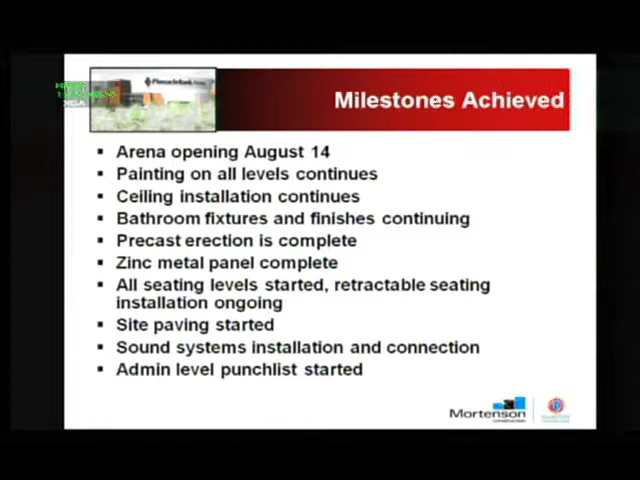 PinnacleBank
Milestones Achieved
▪ Arena opening August 14
▪ Painting on all levels continues
▪ Ceiling installation continues
▪ Bathroom fixtures and finishes continuing
▪ Precast erection is complete
▪ Zinc metal panel complete
▪ All seating levels started, retractable seating
installation ongoing
▪ Site paving started
▪ Sound systems installation and connection
▪ Admin level punchlist started
Mortenson
construction